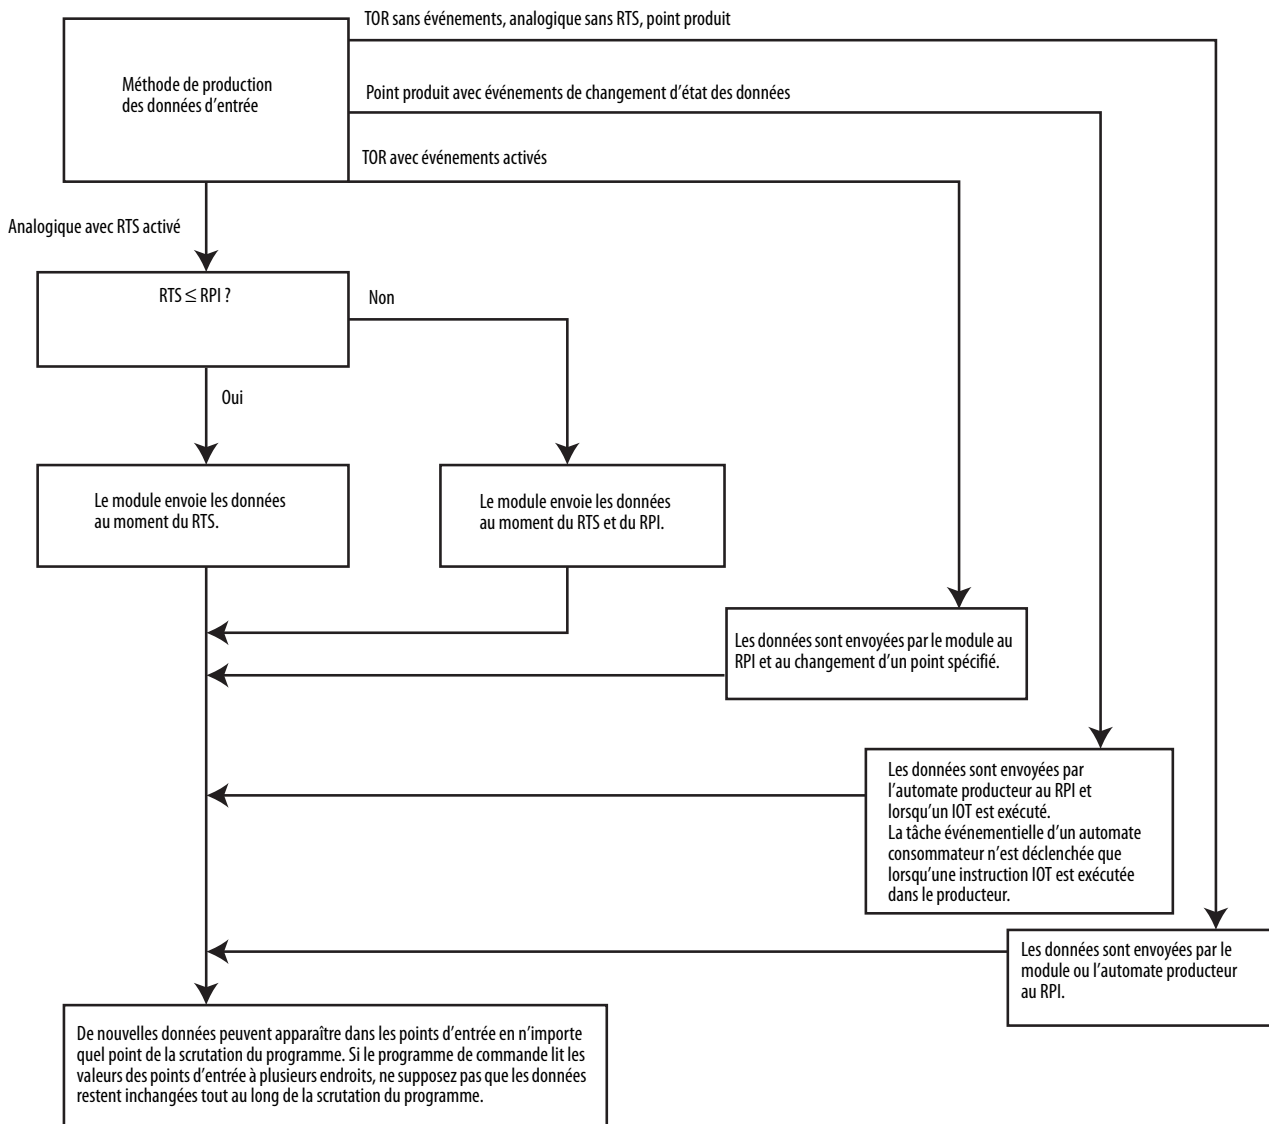 TOR sans événements, analogique sans RTS, point produit
Méthode de production
des données d'entrée
Point produit avec événements de changement d'état des données
TOR avec événements activés
Analogique avec RTS activé
RTS ≤ RPI ?
Non
Oui
Le module envoie les données
au moment du RTS.
Le module envoie les données
au moment du RTS et du RPI.
Les données sont envoyées par le module au
RPI et au changement d'un point spécifié.
Les données sont envoyées par
l'automate producteur au RPI et
lorsqu'un IOT est exécuté.
La tâche événementielle d'un automate
consommateur n'est déclenchée que
lorsqu'une instruction IOT est exécutée
dans le producteur.
Les données sont envoyées par le
module ou l'automate producteur
au RPI.
De nouvelles données peuvent apparaître dans les points d'entrée en n'importe
quel point de la scrutation du programme. Si le programme de commande lit les
valeurs des points d'entrée à plusieurs endroits, ne supposez pas que les données
restent inchangées tout au long de la scrutation du programme.